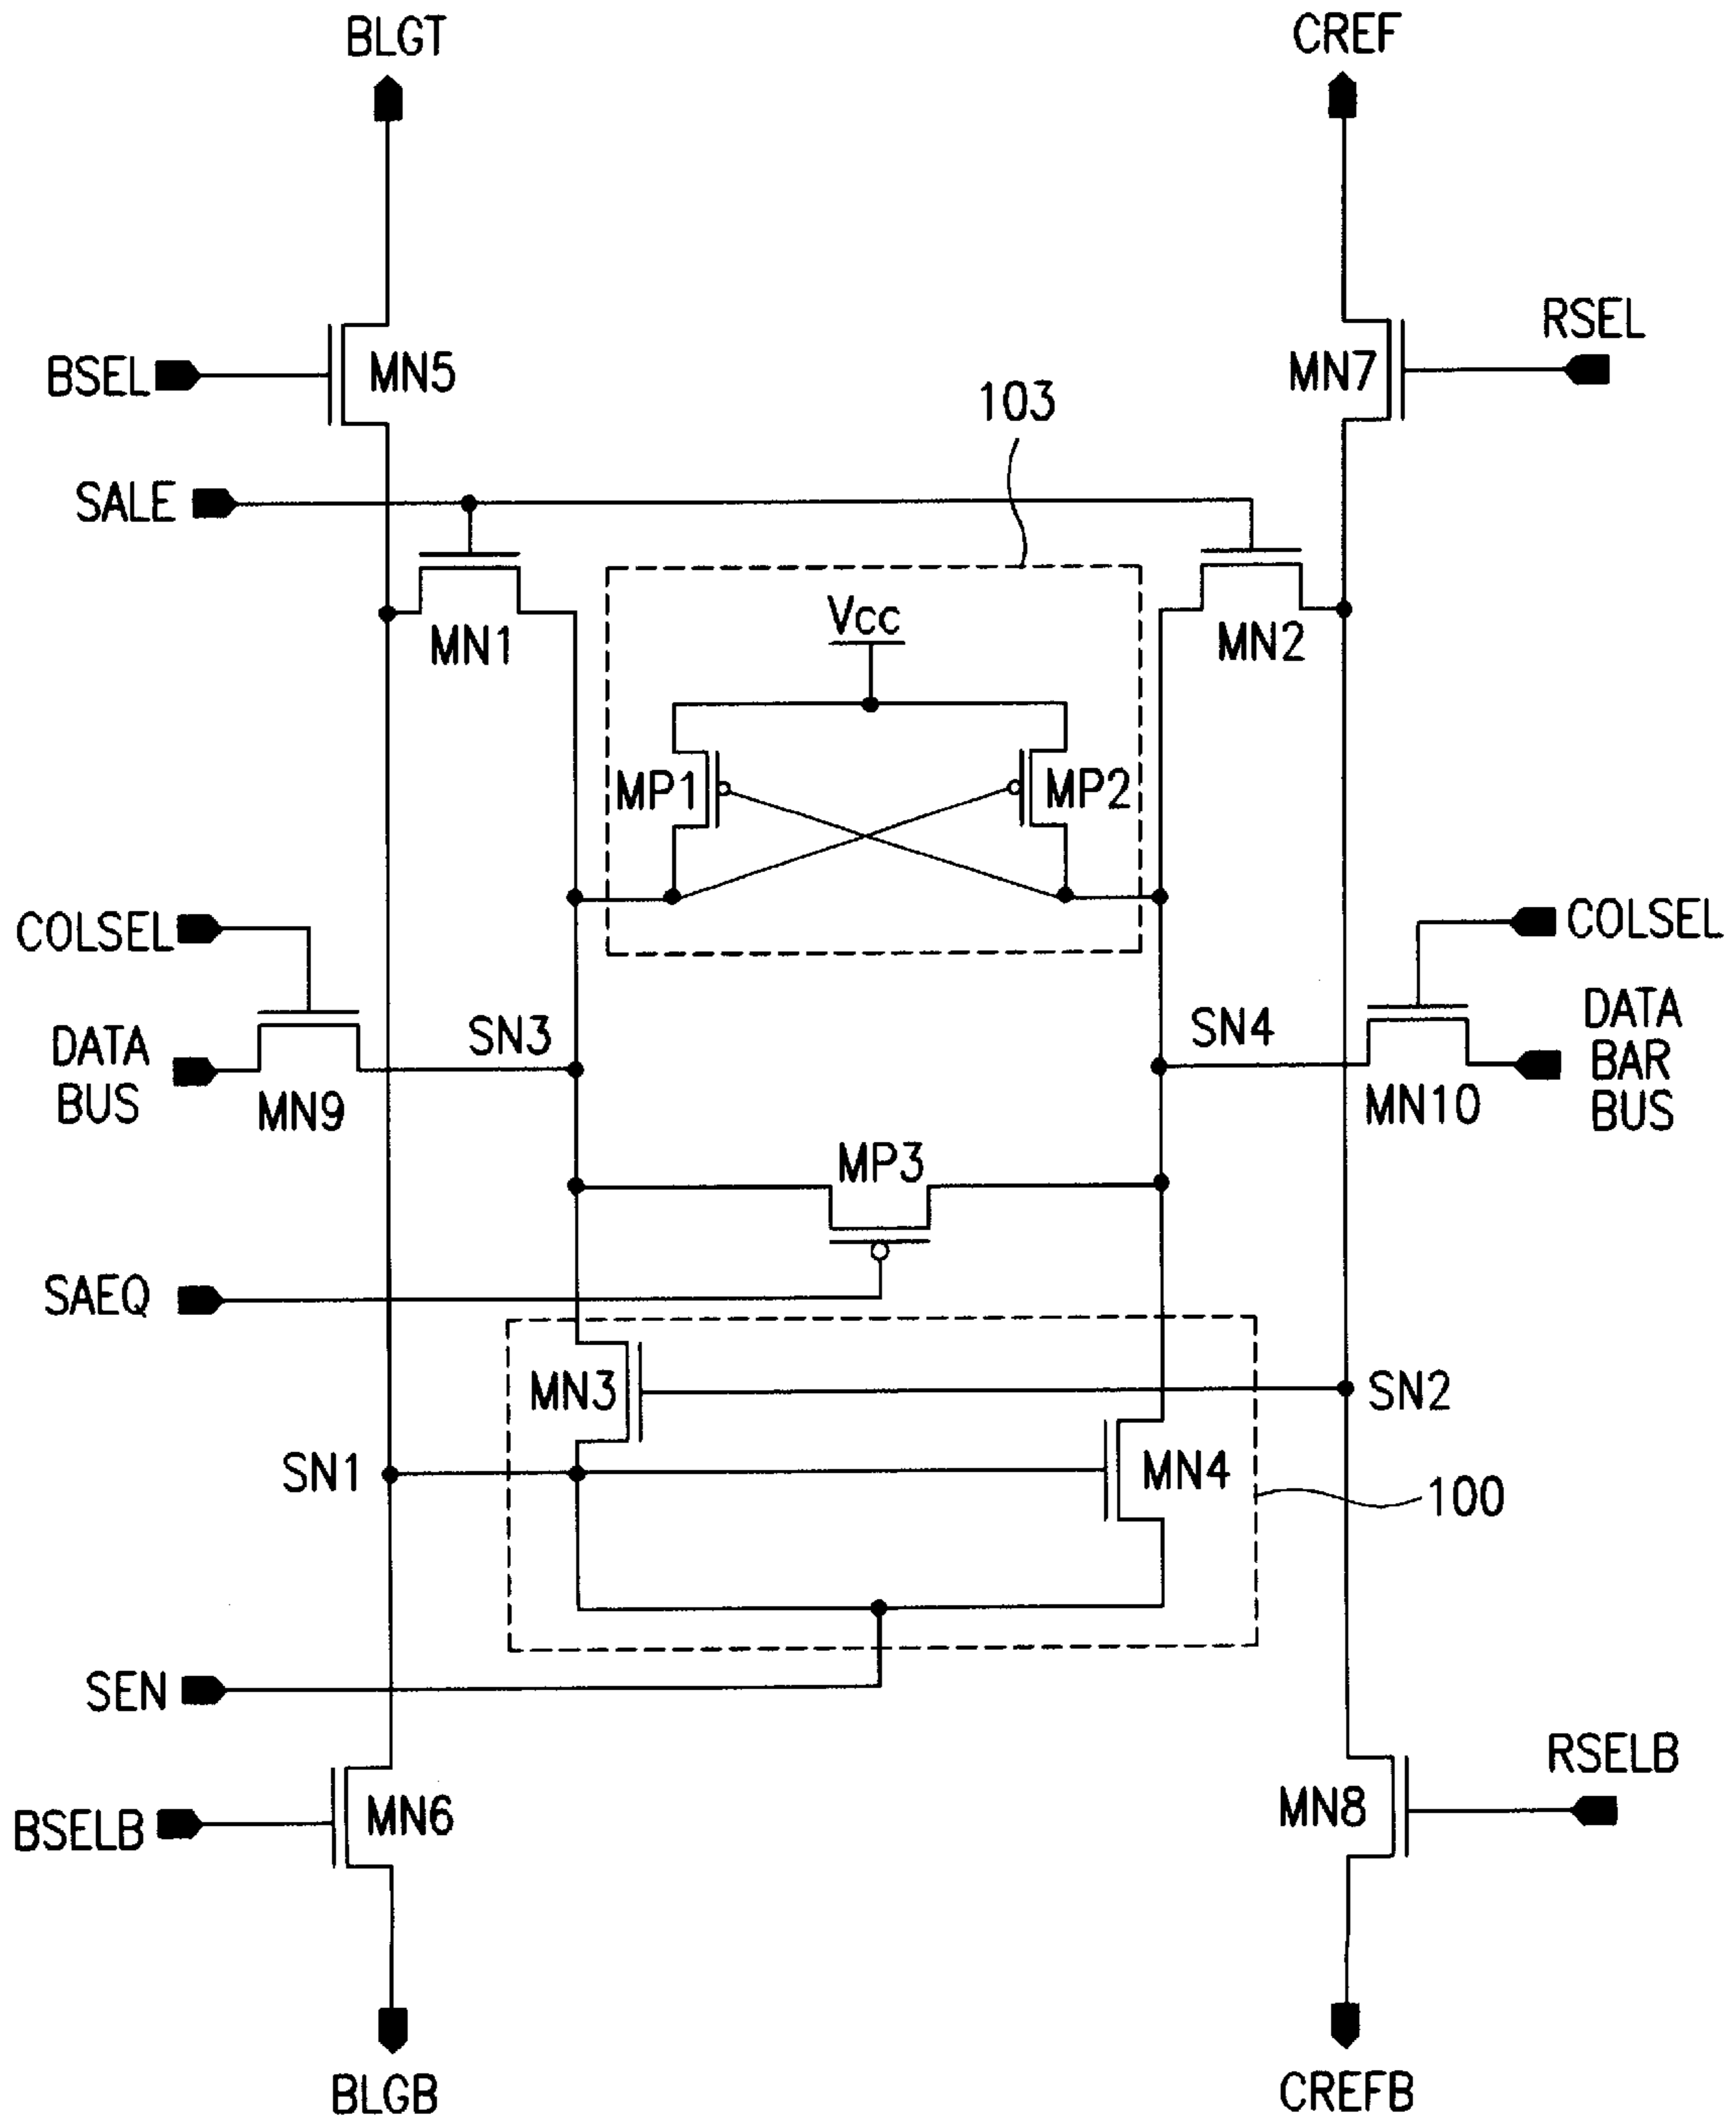 BLGT
CREF
RSEL
BSEL
MN5
MN7
103
SALE
Vcc
MN1
MN2
MP1
MP2
COLSEL
COLSEL
DATA
BUS
SN3
SN4
DATA
BAR
BUS
MN9
MN10
MP3
SAEQ
MN3
SN2
SN1
MN4
100
SEN
RSELB
BSELB
MN6
MN8
BLGB
CREFB